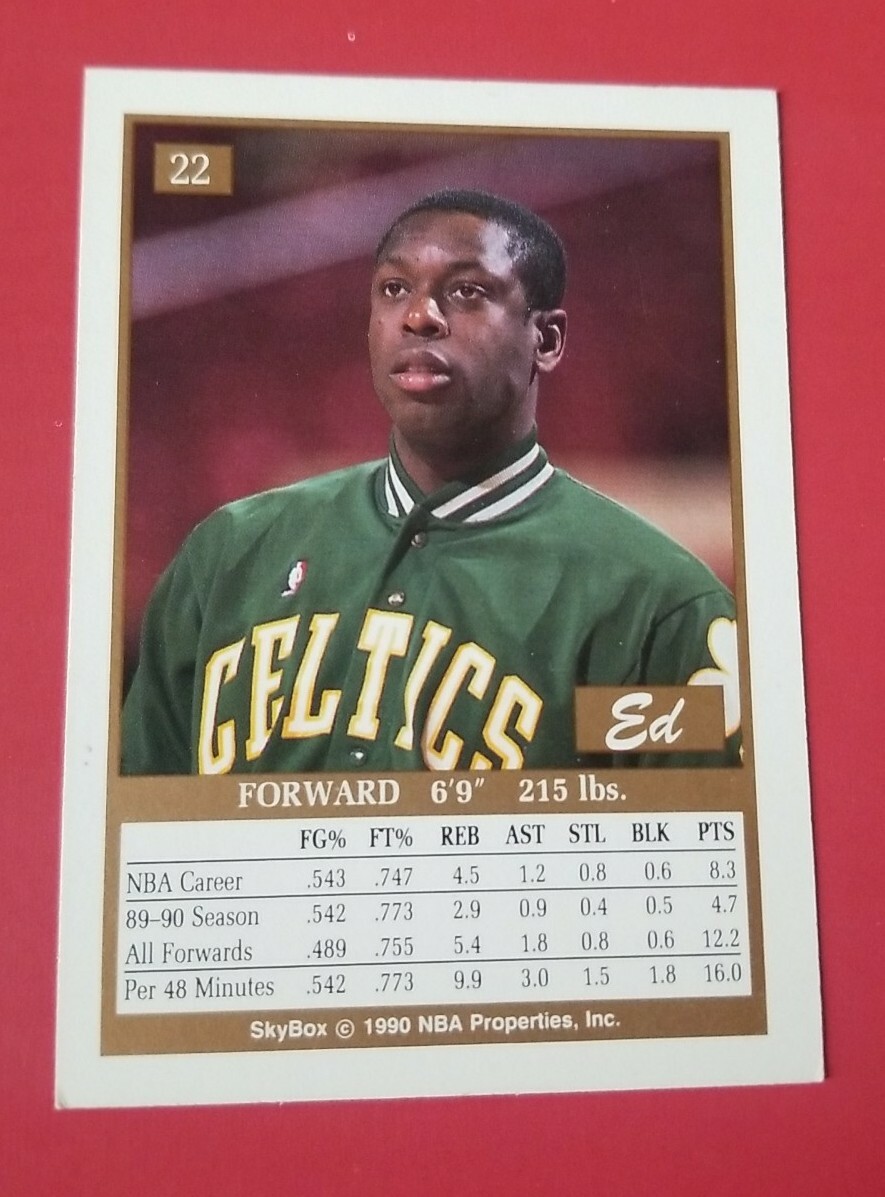 22
CELTICS
Ed
FORWARD 6'9" 215 lbs.
FG% FT% REB AST STL BLK PTS
NBA Career .543 .747 4.5 1.2 0.8 0.6 8.3
89–90 Season .542 .773 2.9 0.9 0.4 0.5 4.7
All Forwards .489 .755 5.4 1.8 0.8 0.6 12.2
Per 48 Minutes .542 .773 9.9 3.0 1.5 1.8 16.0
SkyBox © 1990 NBA Properties, Inc.